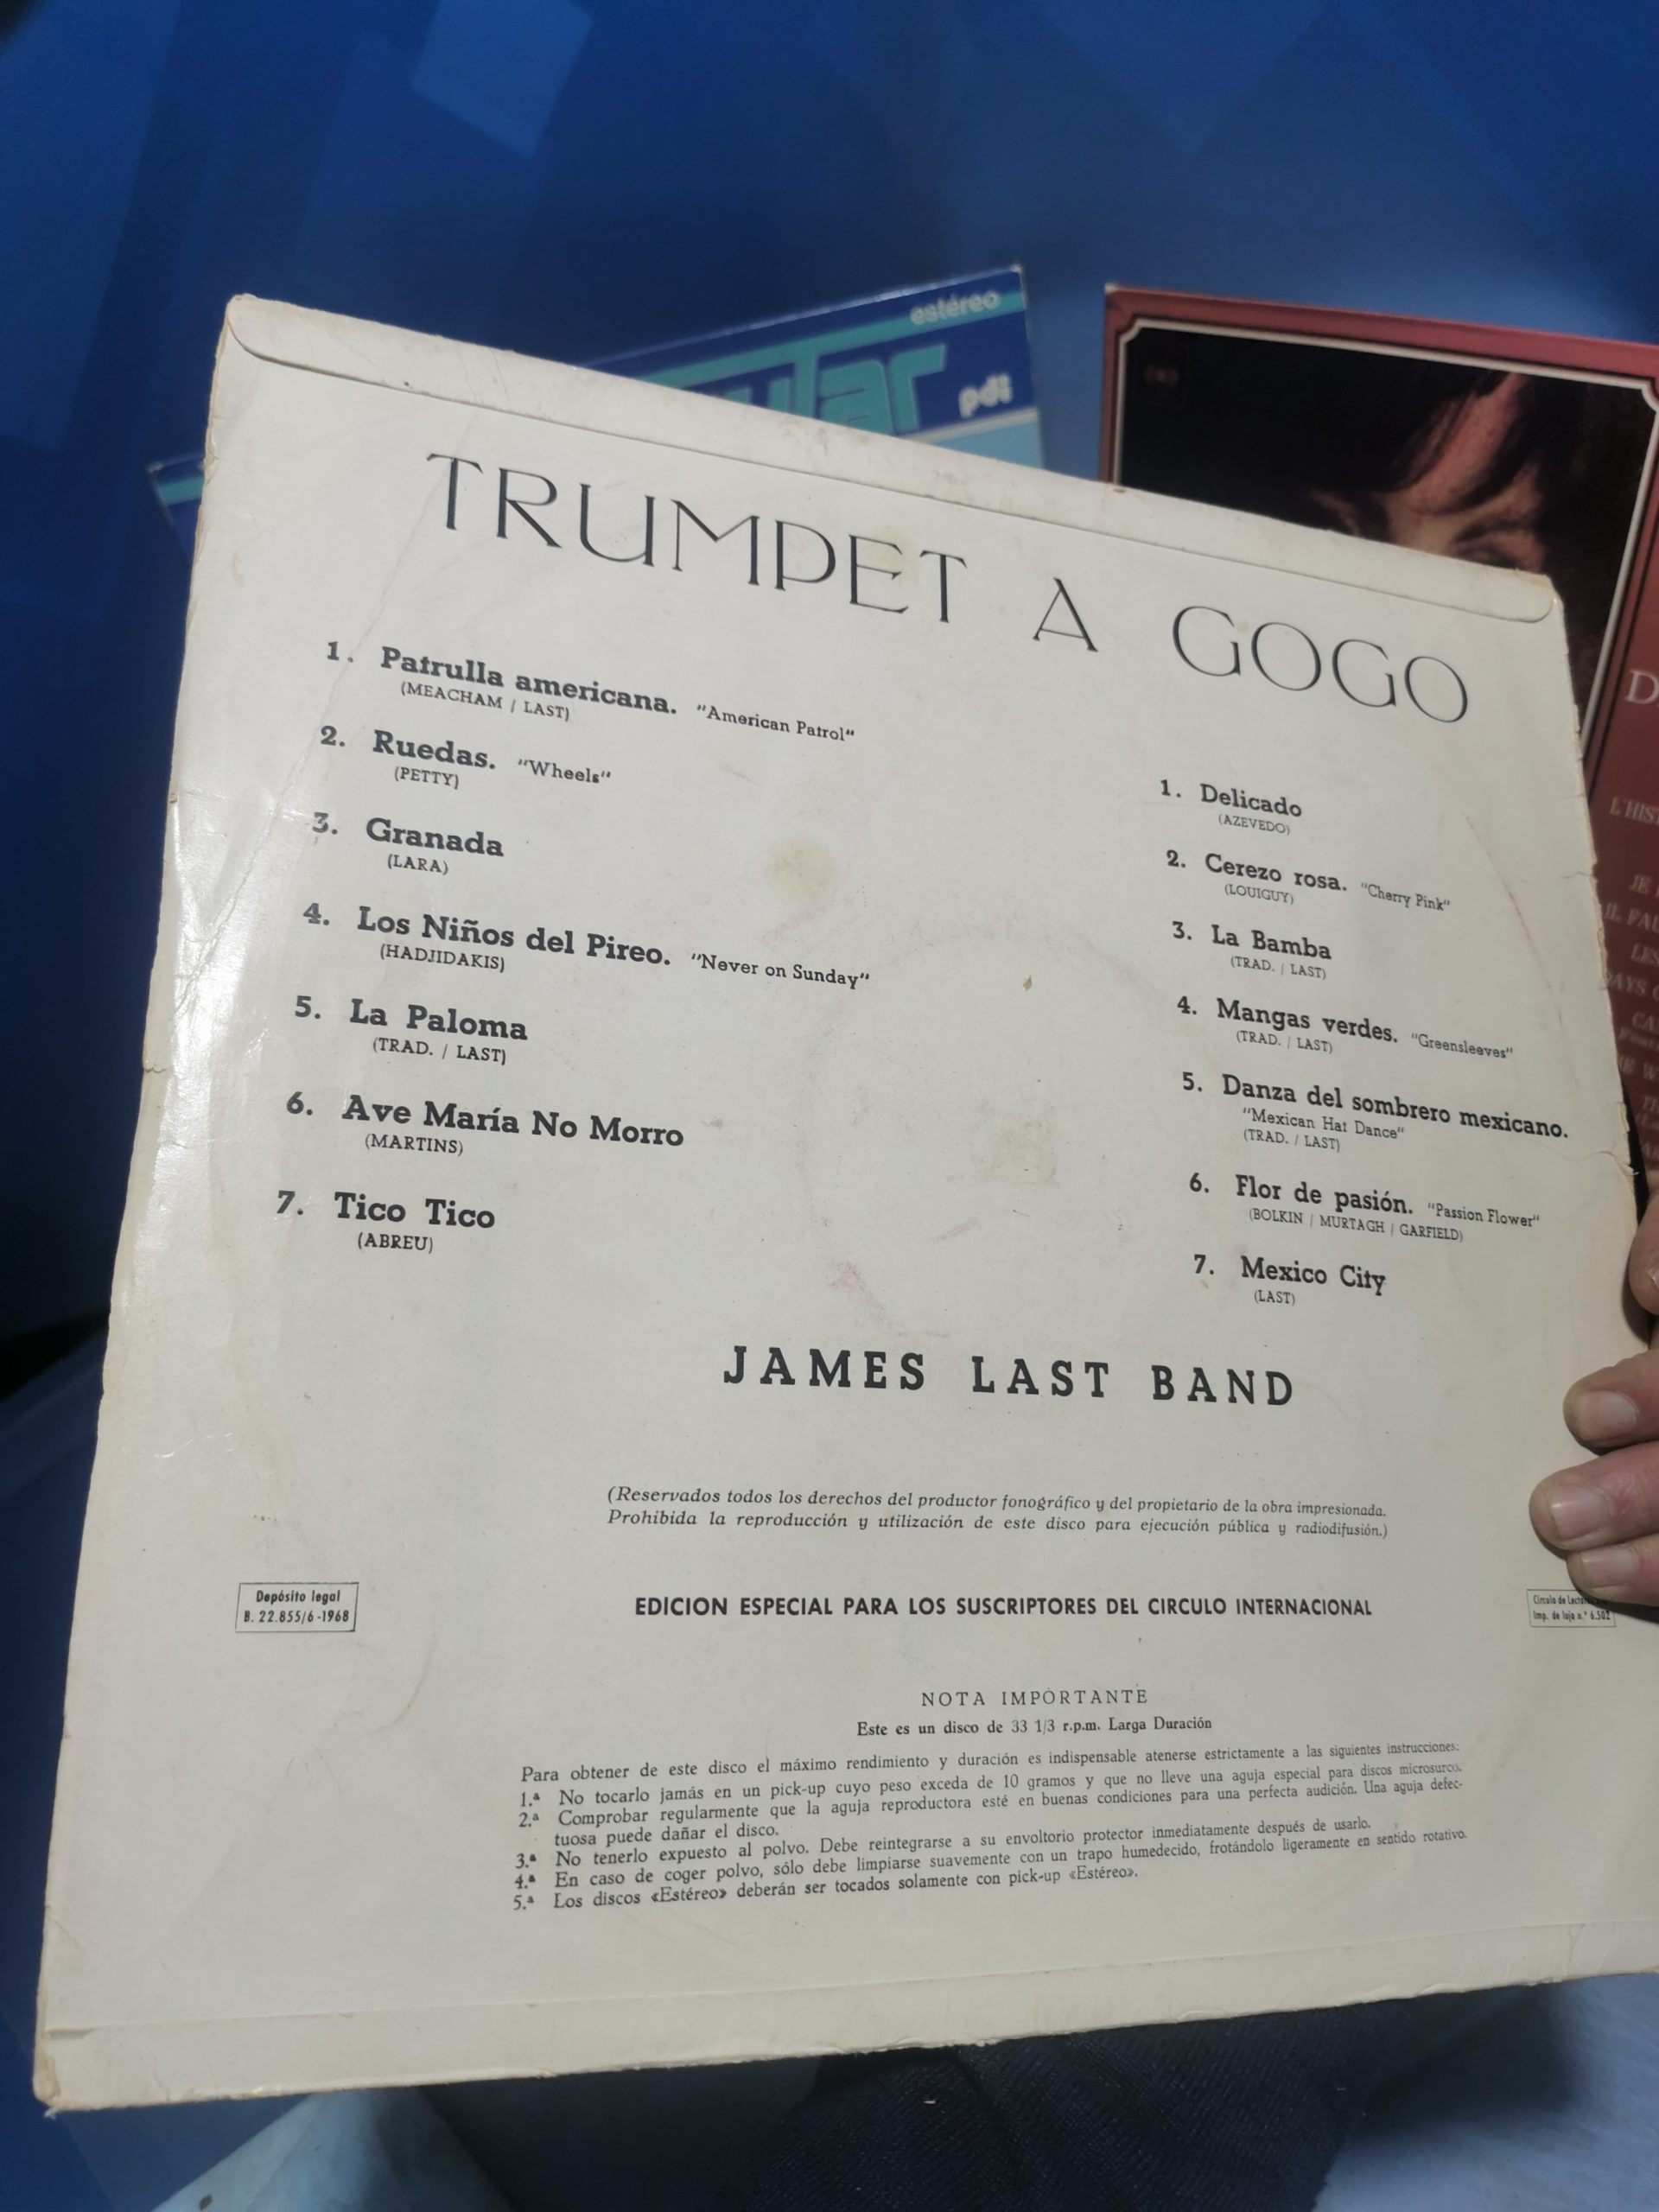 estéreo
pdi
TRUMPET A GOGO
1. Patrulla americana. "American Patrol"
(MEACHAM / LAST)
2. Ruedas. "Wheels"
(PETTY)
3. Granada
(LARA)
4. Los Niños del Pireo. "Never on Sunday"
(HADJIDAKIS)
5. La Paloma
(TRAD. / LAST)
6. Ave María No Morro
(MARTINS)
7. Tico Tico
(ABREU)
1. Delicado
(AZEVEDO)
2. Cerezo rosa. "Cherry Pink"
(LOUIGUY)
3. La Bamba
(TRAD. / LAST)
4. Mangas verdes. "Greensleeves"
(TRAD. / LAST)
5. Danza del sombrero mexicano.
"Mexican Hat Dance"
(TRAD. / LAST)
6. Flor de pasión. "Passion Flower"
(BOLKIN / MURTAGH / GARFIELD)
7. Mexico City
(LAST)
JAMES LAST BAND
(Reservados todos los derechos del productor fonográfico y del propietario de la obra impresionada.
Prohibida la reproducción y utilización de este disco para ejecución pública y radiodifusión.)
Depósito legal
B. 22.855/6-1968
EDICION ESPECIAL PARA LOS SUSCRIPTORES DEL CIRCULO INTERNACIONAL
Círculo de
Imp. de lujo n.º 6.502
NOTA IMPORTANTE
Este es un disco de 33 1/3 r.p.m. Larga Duración
Para obtener de este disco el máximo rendimiento y duración es indispensable atenerse estrictamente a las siguientes instrucciones:
1.ª No tocarlo jamás en un pick-up cuyo peso exceda de 10 gramos y que no lleve una aguja especial para discos microsurco.
2.ª Comprobar regularmente que la aguja reproductora esté en buenas condiciones para una perfecta audición. Una aguja defec-
tuosa puede dañar el disco.
3.ª No tenerlo expuesto al polvo. Debe reintegrarse a su envoltorio protector inmediatamente después de usarlo.
4.ª En caso de coger polvo, sólo debe limpiarse suavemente con un trapo humedecido, frotándolo ligeramente en sentido rotativo.
5.ª Los discos «Estéreo» deberán ser tocados solamente con pick-up «Estéreo».